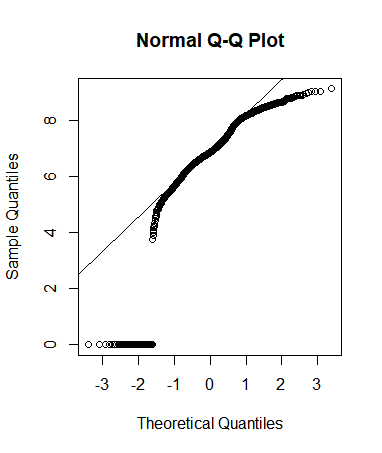 Normal Q-Q Plot
Sample Quantiles
8
6
4
2
0
-3 -2 -1 0 1 2 3
Theoretical Quantiles